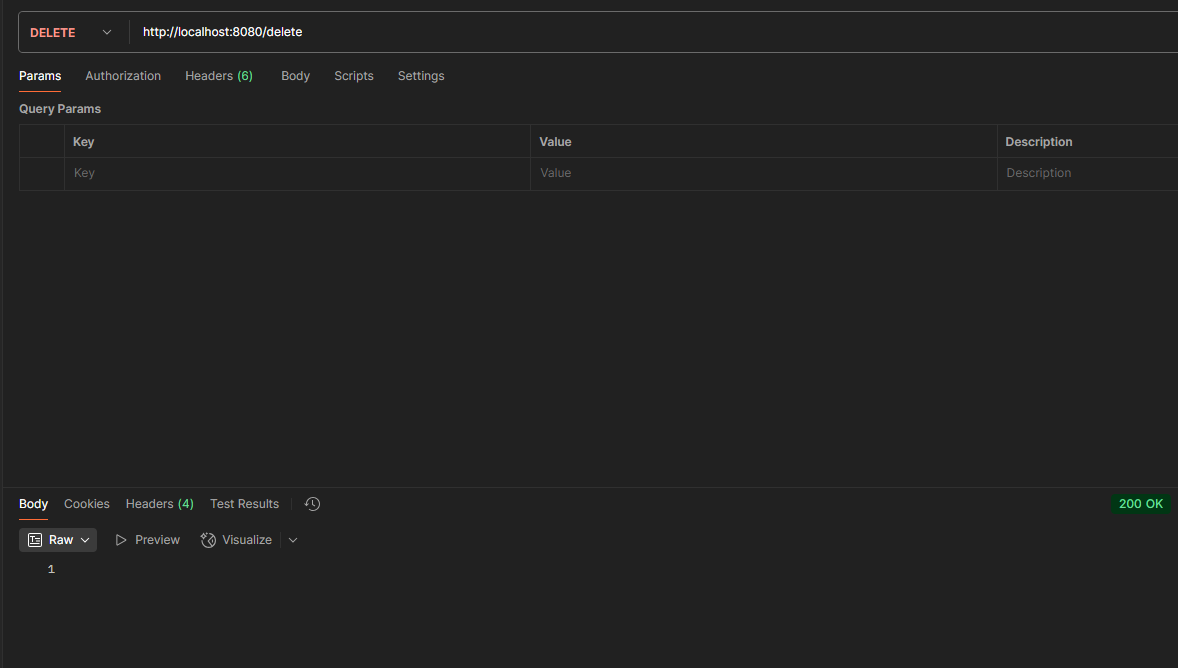 DELETE http://localhost:8080/delete
Params Authorization Headers (6) Body Scripts Settings
Query Params
Key Value Description
Key Value Description
Body Cookies Headers (4) Test Results 200 OK
Raw Preview Visualize
1